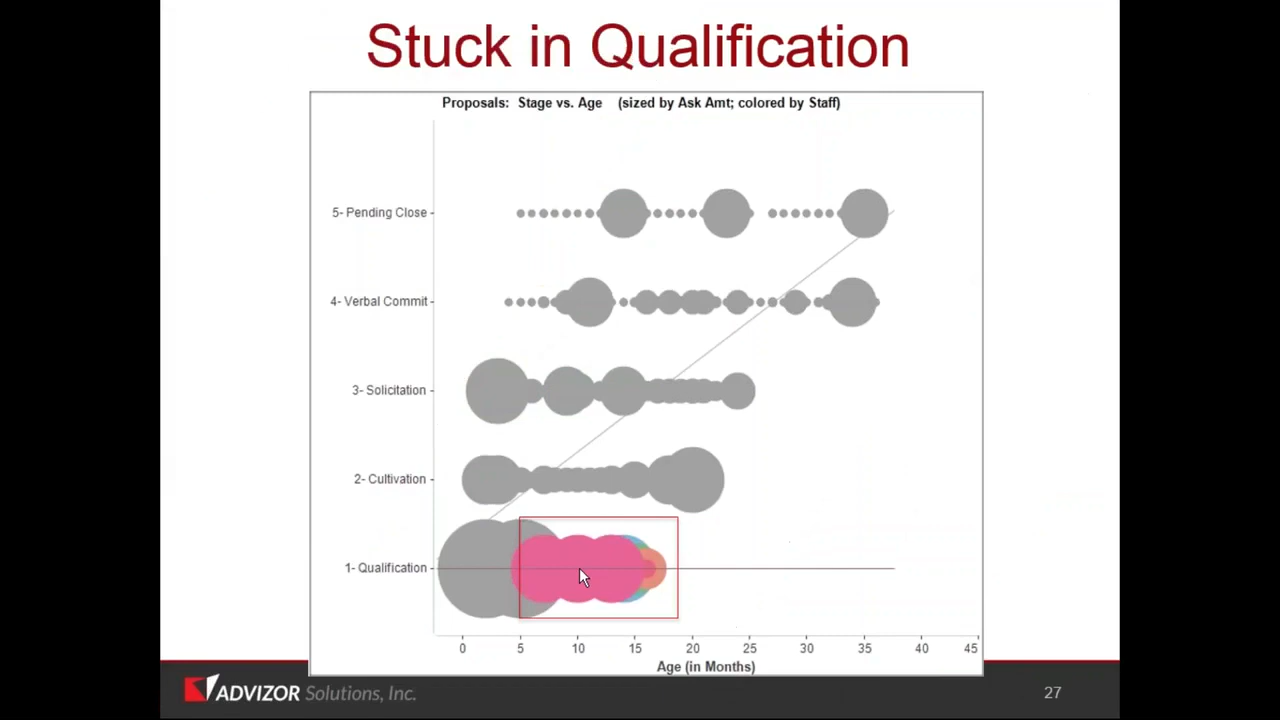 Stuck in Qualification
Proposals: Stage vs. Age (sized by Ask Amt; colored by Staff)
5- Pending Close
4- Verbal Commit
3- Solicitation
2- Cultivation
1- Qualification
0 5 10 15 20 25 30 35 40 45
Age (in Months)
ADVIZOR Solutions, Inc.
27